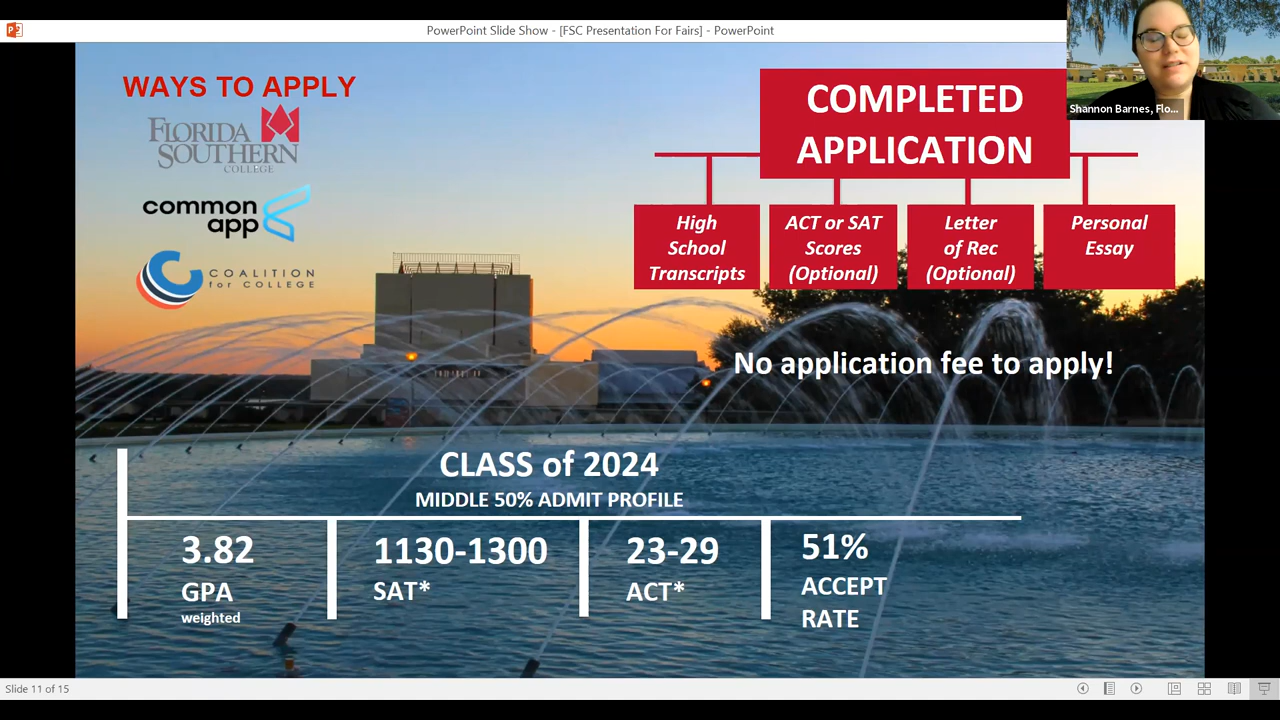 PowerPoint Slide Show - [FSC Presentation For Fairs] - PowerPoint
Shannon Barnes, Flo...
WAYS TO APPLY
FLORIDA
SOUTHERN
COLLEGE
common
app
COALITION
for COLLEGE
COMPLETED
APPLICATION
High
School
Transcripts
ACT or SAT
Scores
(Optional)
Letter
of Rec
(Optional)
Personal
Essay
No application fee to apply!
CLASS of 2024
MIDDLE 50% ADMIT PROFILE
3.82
GPA
weighted
1130-1300
SAT*
23-29
ACT*
51%
ACCEPT
RATE
Slide 11 of 15